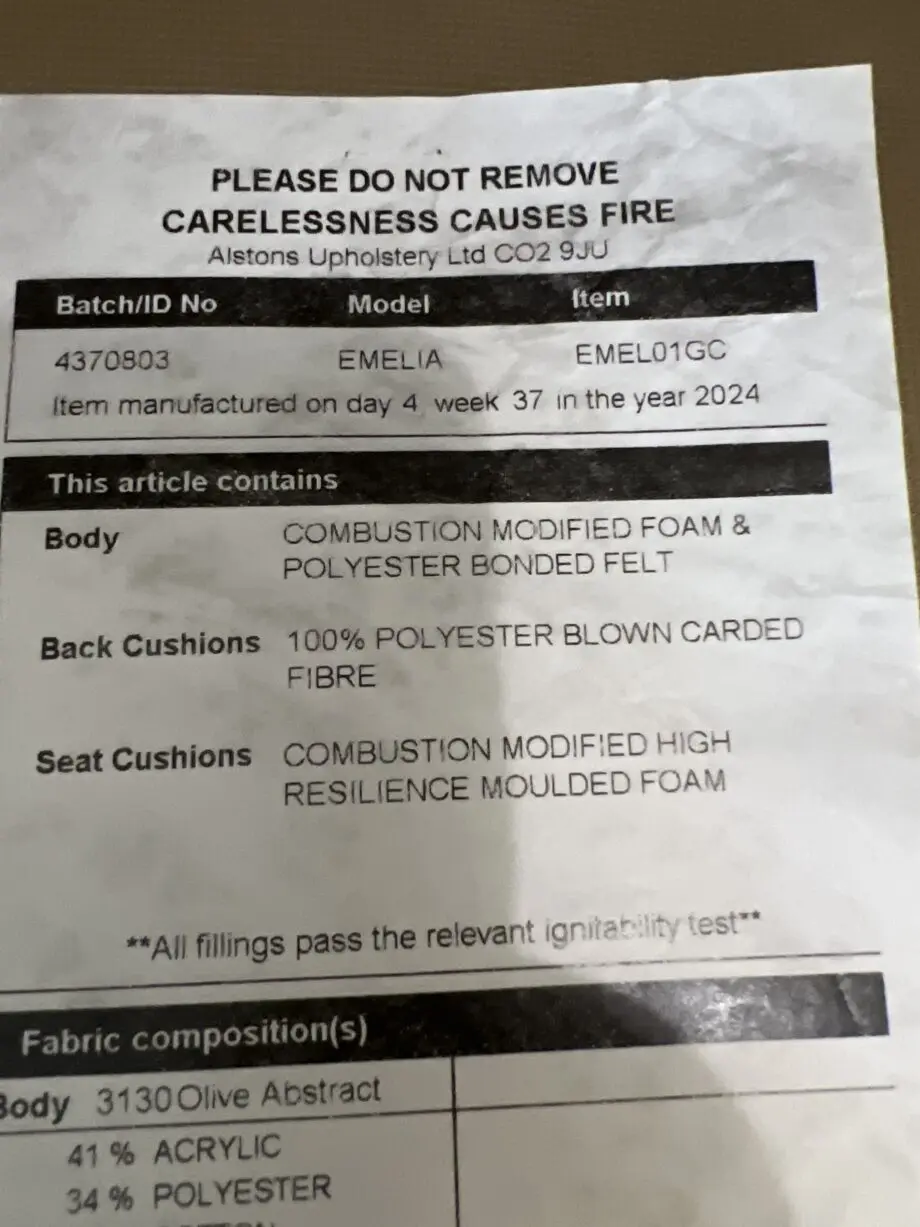 PLEASE DO NOT REMOVE
CARELESSNESS CAUSES FIRE
Alstons Upholstery Ltd CO2 9JU
Batch/ID No Model Item
4370803 EMELIA EMEL01GC
Item manufactured on day 4 week 37 in the year 2024
This article contains
Body COMBUSTION MODIFIED FOAM &
POLYESTER BONDED FELT
Back Cushions 100% POLYESTER BLOWN CARDED
FIBRE
Seat Cushions COMBUSTION MODIFIED HIGH
RESILIENCE MOULDED FOAM
**All fillings pass the relevant ignitability test**
Fabric composition(s)
Body 3130 Olive Abstract
41 % ACRYLIC
34 % POLYESTER